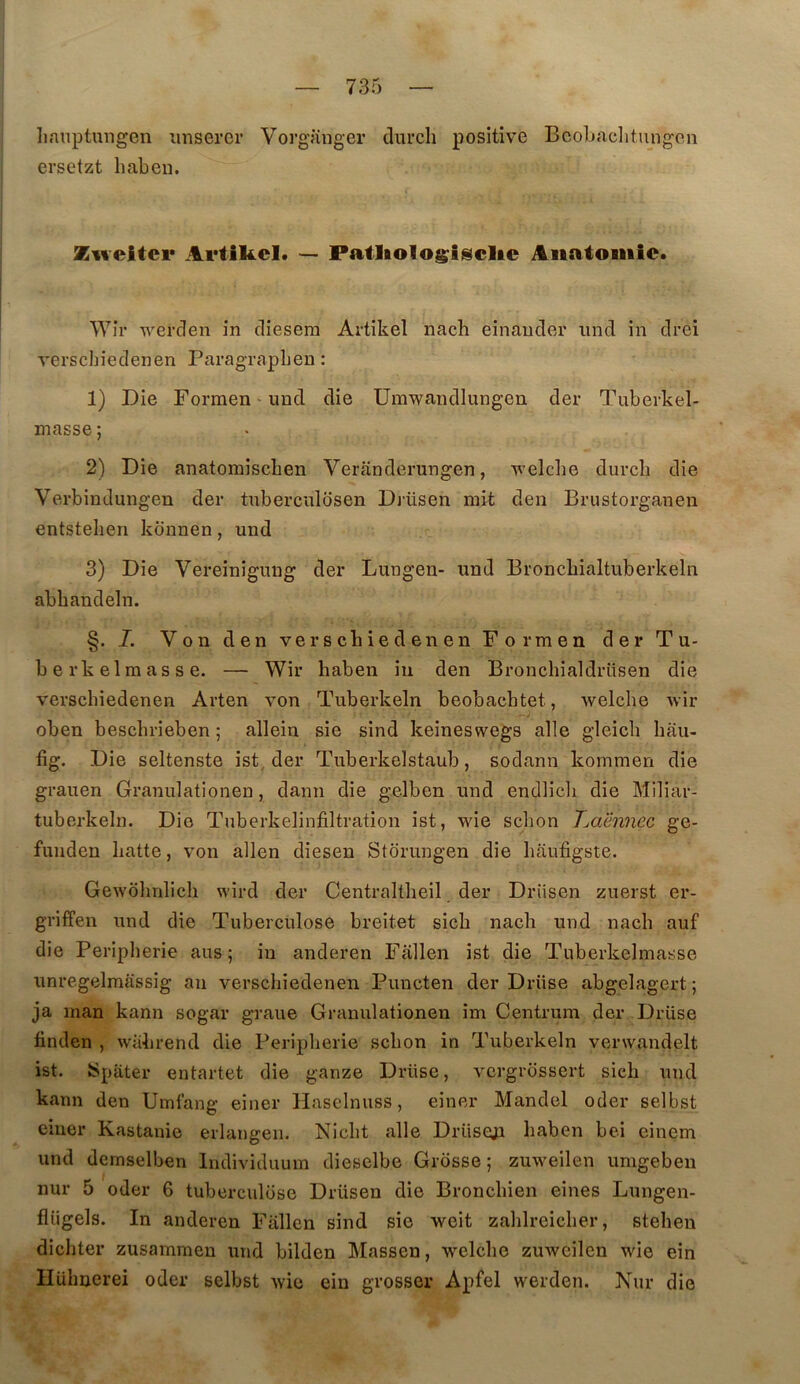 — 735 —
hauptungen unserer Vorgänger durch positive Beobachtungen
ersetzt haben.
Zweiter Artikel. — Pathologische Anatomie.
Wir werden in diesem Artikel nach einander und in drei
verschiedenen Paragraphen:
1) Die Formen und die Umwandlungen der Tuberkel-
masse;
2) Die anatomischen Veränderungen, welche durch die
Verbindungen der tuberculösen Drüsen mit den Brustorganen
entstehen können, und
3) Die Vereinigung der Lungen- und Bronchialtuberkeln
abhandeln.
§. I. Von den verschiedenen Formen der Tu-
berkelmasse. — Wir haben in den Bronchialdrüsen die
verschiedenen Arten von Tuberkeln beobachtet, welche wir
oben beschrieben; allein sie sind keineswegs alle gleich häu-
fig. Die seltenste ist der Tuberkelstaub, sodann kommen die
grauen Granulationen, dann die gelben und endlich die Miliar-
tuberkeln. Die Tuberkelinfiltration ist, wie schon Laënnec ge-
funden hatte, von allen diesen Störungen die häufigste.
Gewöhnlich wird der Centraltheil der Drüsen zuerst er-
griffen und die Tuberculose breitet sich nach und nach auf
die Peripherie aus; in anderen Fällen ist die Tuberkelmasse
unregelmässig an verschiedenen Puncten der Drüse abgelagert;
ja man kann sogar graue Granulationen im Centrum der Drüse
finden, während die Peripherie schon in Tuberkeln verwandelt
ist. Später entartet die ganze Drüse, vergrössert sich und
kann den Umfang einer Haselnuss, einer Mandel oder selbst
einer Kastanie erlangen. Nicht alle Drüsen haben bei einem
und demselben Individuum dieselbe Grösse; zuweilen umgeben
nur 5 oder 6 tuberculöse Drüsen die Bronchien eines Lungen-
flügels. In anderen Fällen sind sie weit zahlreicher, stehen
dichter zusammen und bilden Massen, welche zuweilen wie ein
Hühnerei oder selbst wie ein grosser Apfel werden. Nur die